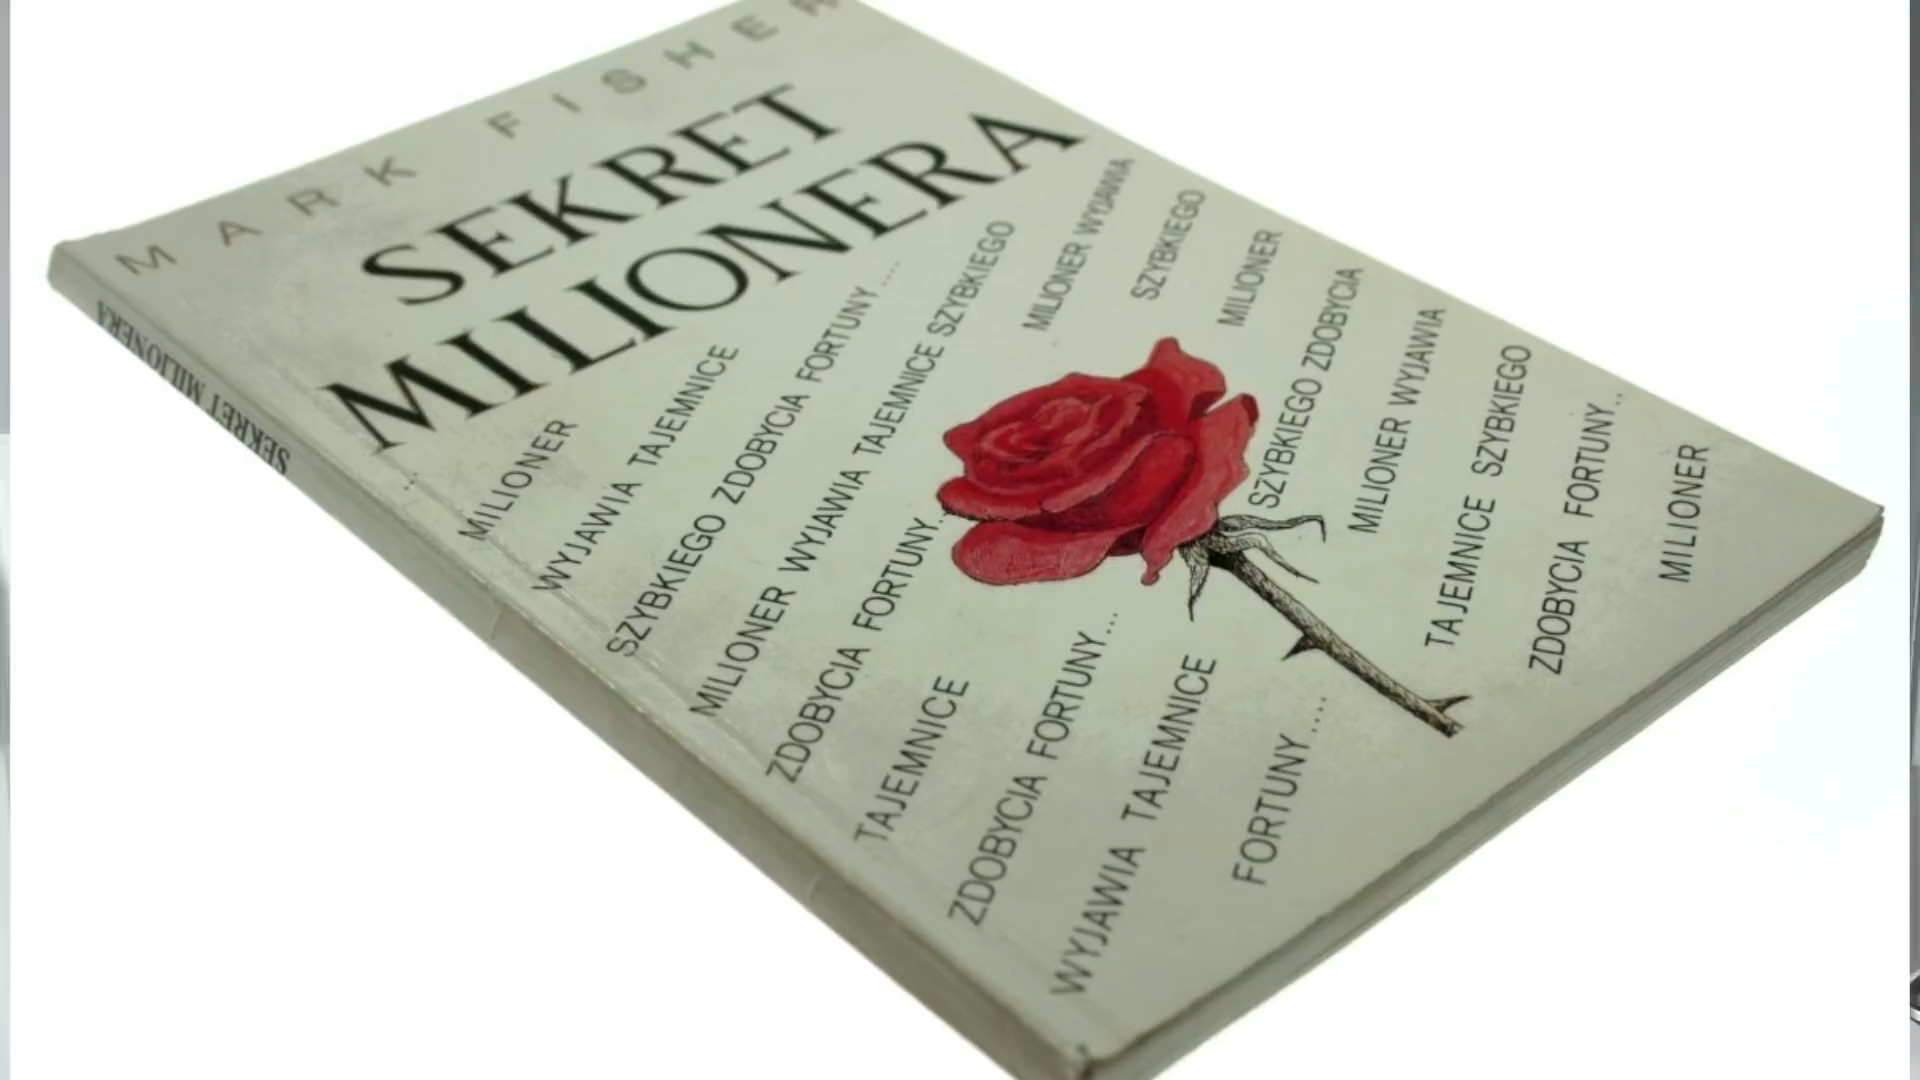 MARK FISHER
SEKRET
MILIONERA
SEKRET MILIONERA
...
MILIONER
WYJAWIA TAJEMNICE
SZYBKIEGO ZDOBYCIA FORTUNY.....
MILIONER WYJAWIA TAJEMNICE SZYBKIEGO
ZDOBYCIA FORTUNY..
MILIONER WYJAWIA
TAJEMNICE
SZYBKIEGO
ZDOBYCIA FORTUNY....
MILIONER
WYJAWIA TAJEMNICE
SZYBKIEGO ZDOBYCIA
FORTUNY.....
MILIONER WYJAWIA
TAJEMNICE SZYBKIEGO
ZDOBYCIA FORTUNY..
MILIONER